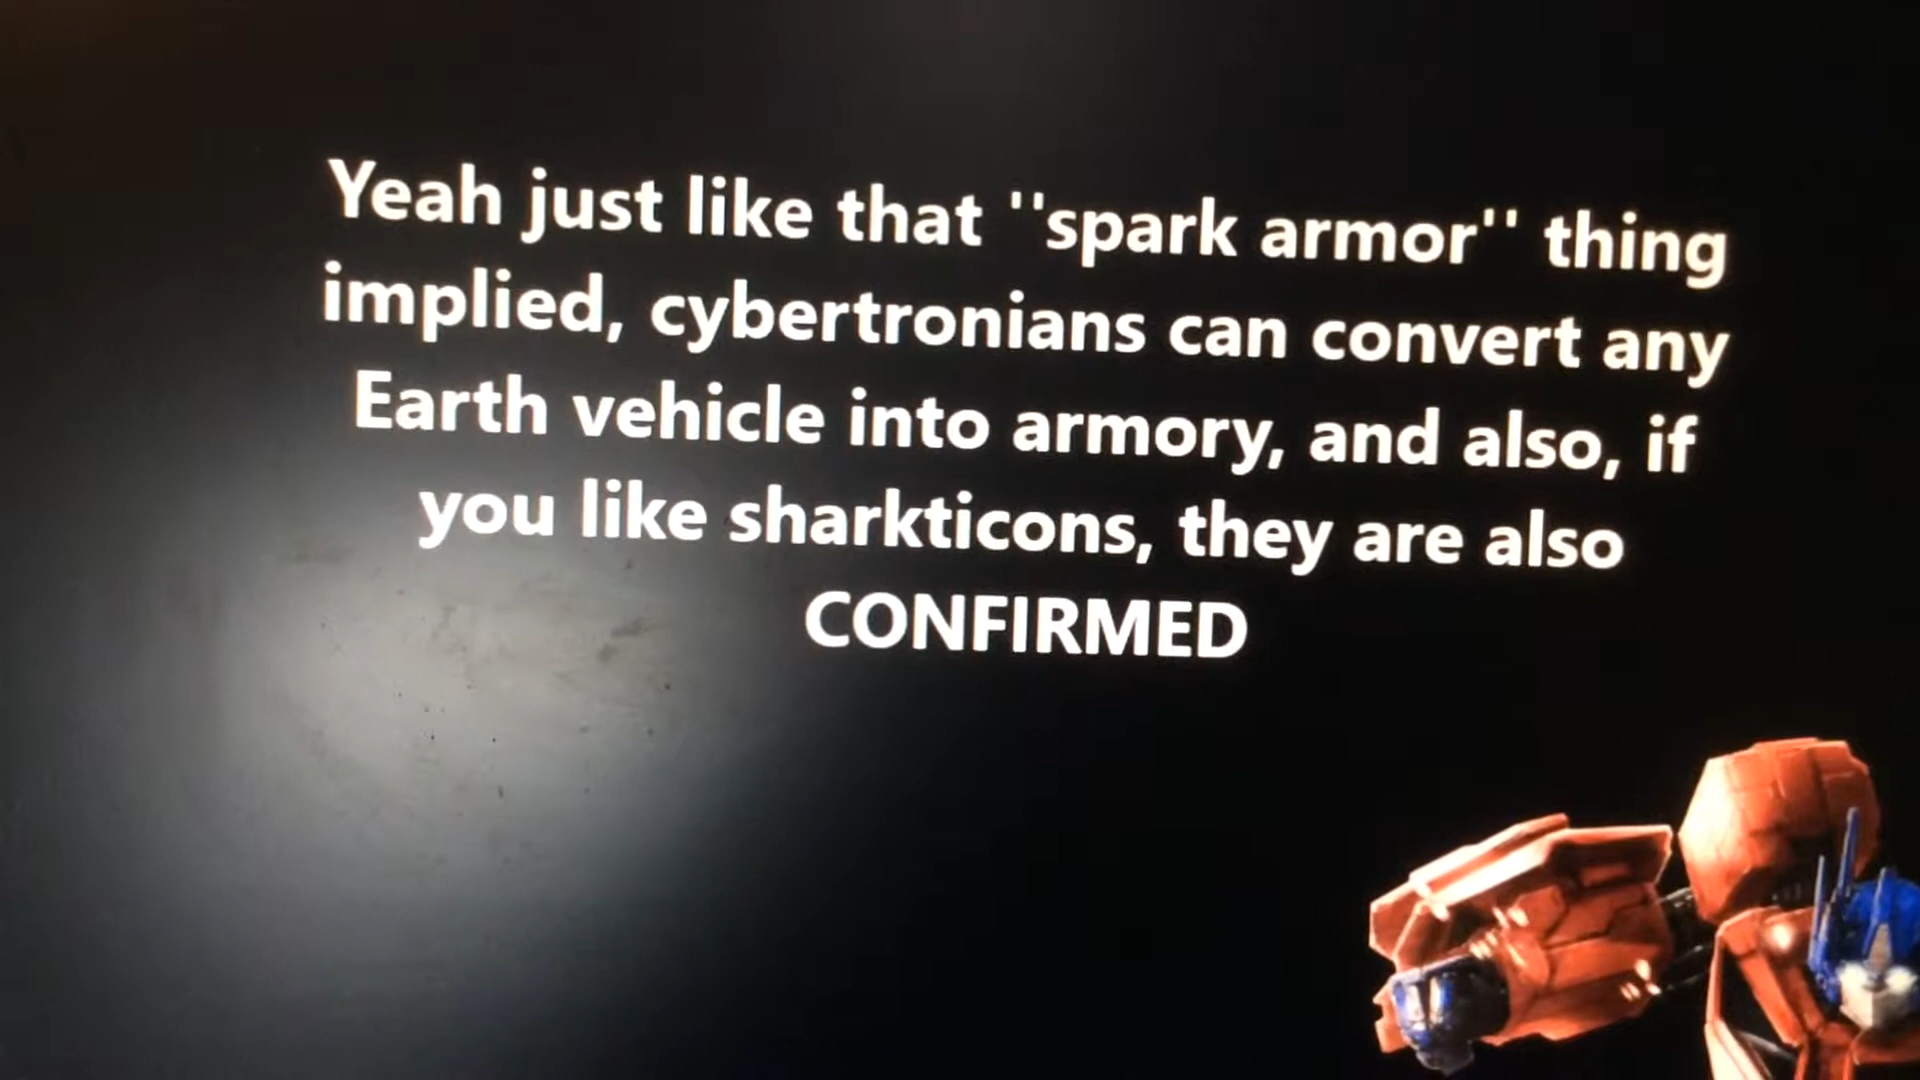 Yeah just like that ''spark armor'' thing
implied, cybertronians can convert any
Earth vehicle into armory, and also, if
you like sharkticons, they are also
CONFIRMED